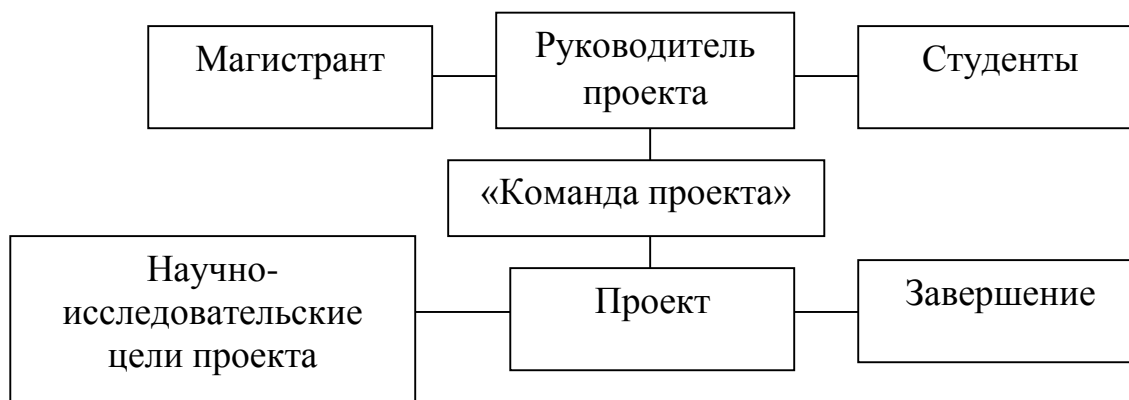 Магистрант
Руководитель
проекта
Студенты
«Команда проекта»
Научно-
исследовательские
цели проекта
Проект
Завершение